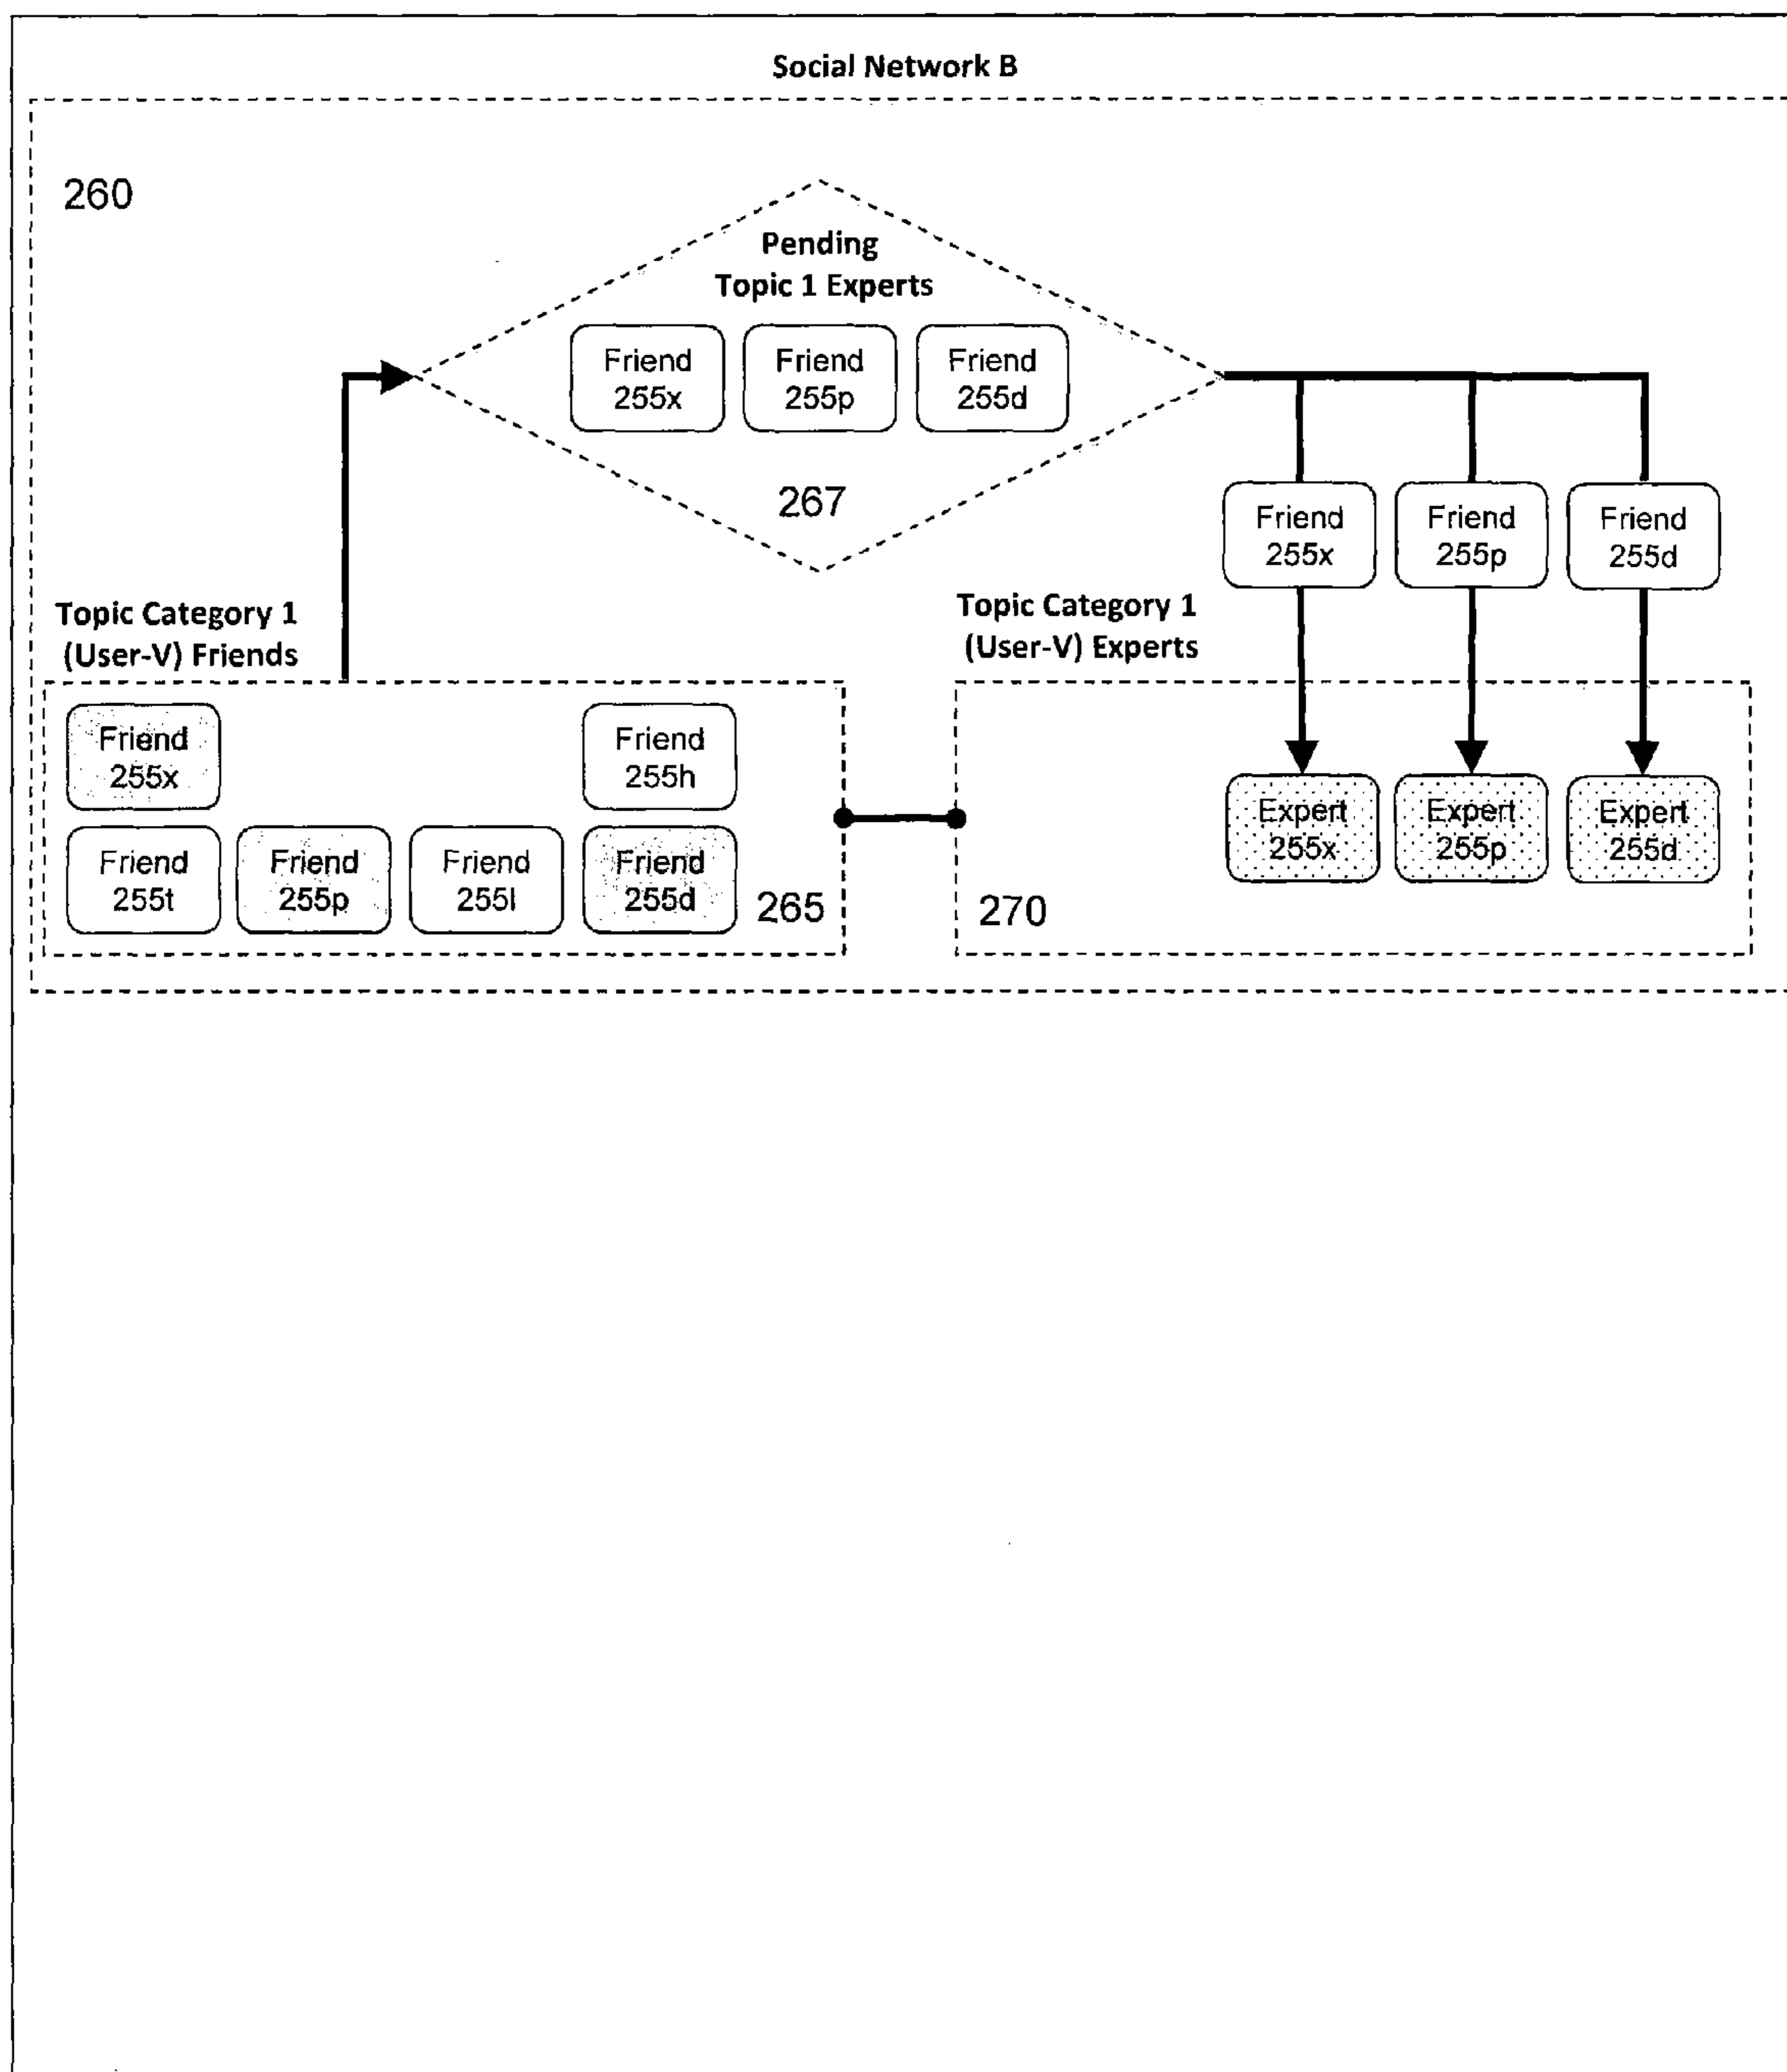 Social Network B
260
Pending
Topic 1 Experts
Friend
255x
Friend
255p
Friend
255d
267
Friend
255x
Friend
255p
Friend
255d
Topic Category 1
(User-V) Friends
Topic Category 1
(User-V) Experts
Friend
255x
Friend
255h
Friend
255t
Friend
255p
Friend
255l
Friend
255d
265
270
Expert
255x
Expert
255p
Expert
255d